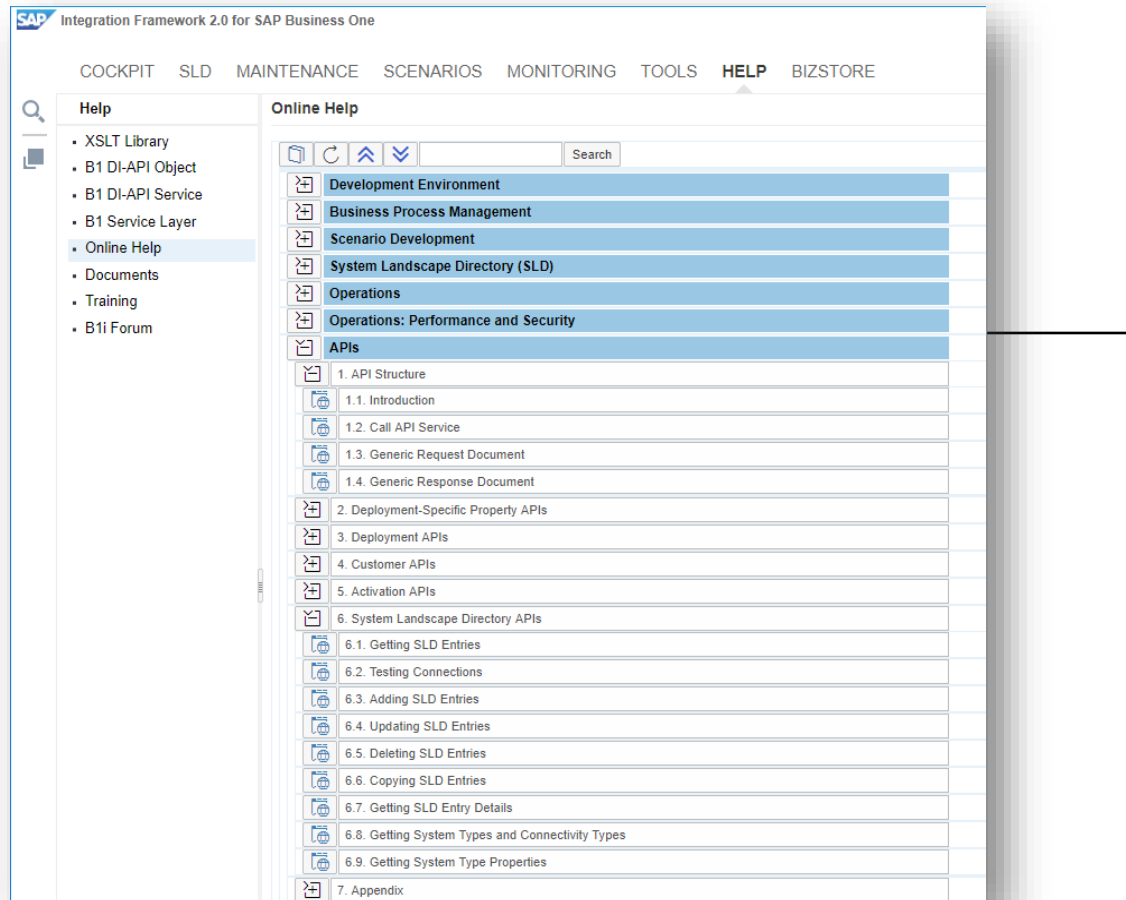 SAP Integration Framework 2.0 for SAP Business One
COCKPIT SLD MAINTENANCE SCENARIOS MONITORING TOOLS HELP BIZSTORE
Help
XSLT Library
B1 DI-API Object
B1 DI-API Service
B1 Service Layer
Online Help
Documents
Training
B1i Forum
Online Help
Search
Development Environment
Business Process Management
Scenario Development
System Landscape Directory (SLD)
Operations
Operations: Performance and Security
APIs
1. API Structure
1.1. Introduction
1.2. Call API Service
1.3. Generic Request Document
1.4. Generic Response Document
2. Deployment-Specific Property APIs
3. Deployment APIs
4. Customer APIs
5. Activation APIs
6. System Landscape Directory APIs
6.1. Getting SLD Entries
6.2. Testing Connections
6.3. Adding SLD Entries
6.4. Updating SLD Entries
6.5. Deleting SLD Entries
6.6. Copying SLD Entries
6.7. Getting SLD Entry Details
6.8. Getting System Types and Connectivity Types
6.9. Getting System Type Properties
7. Appendix